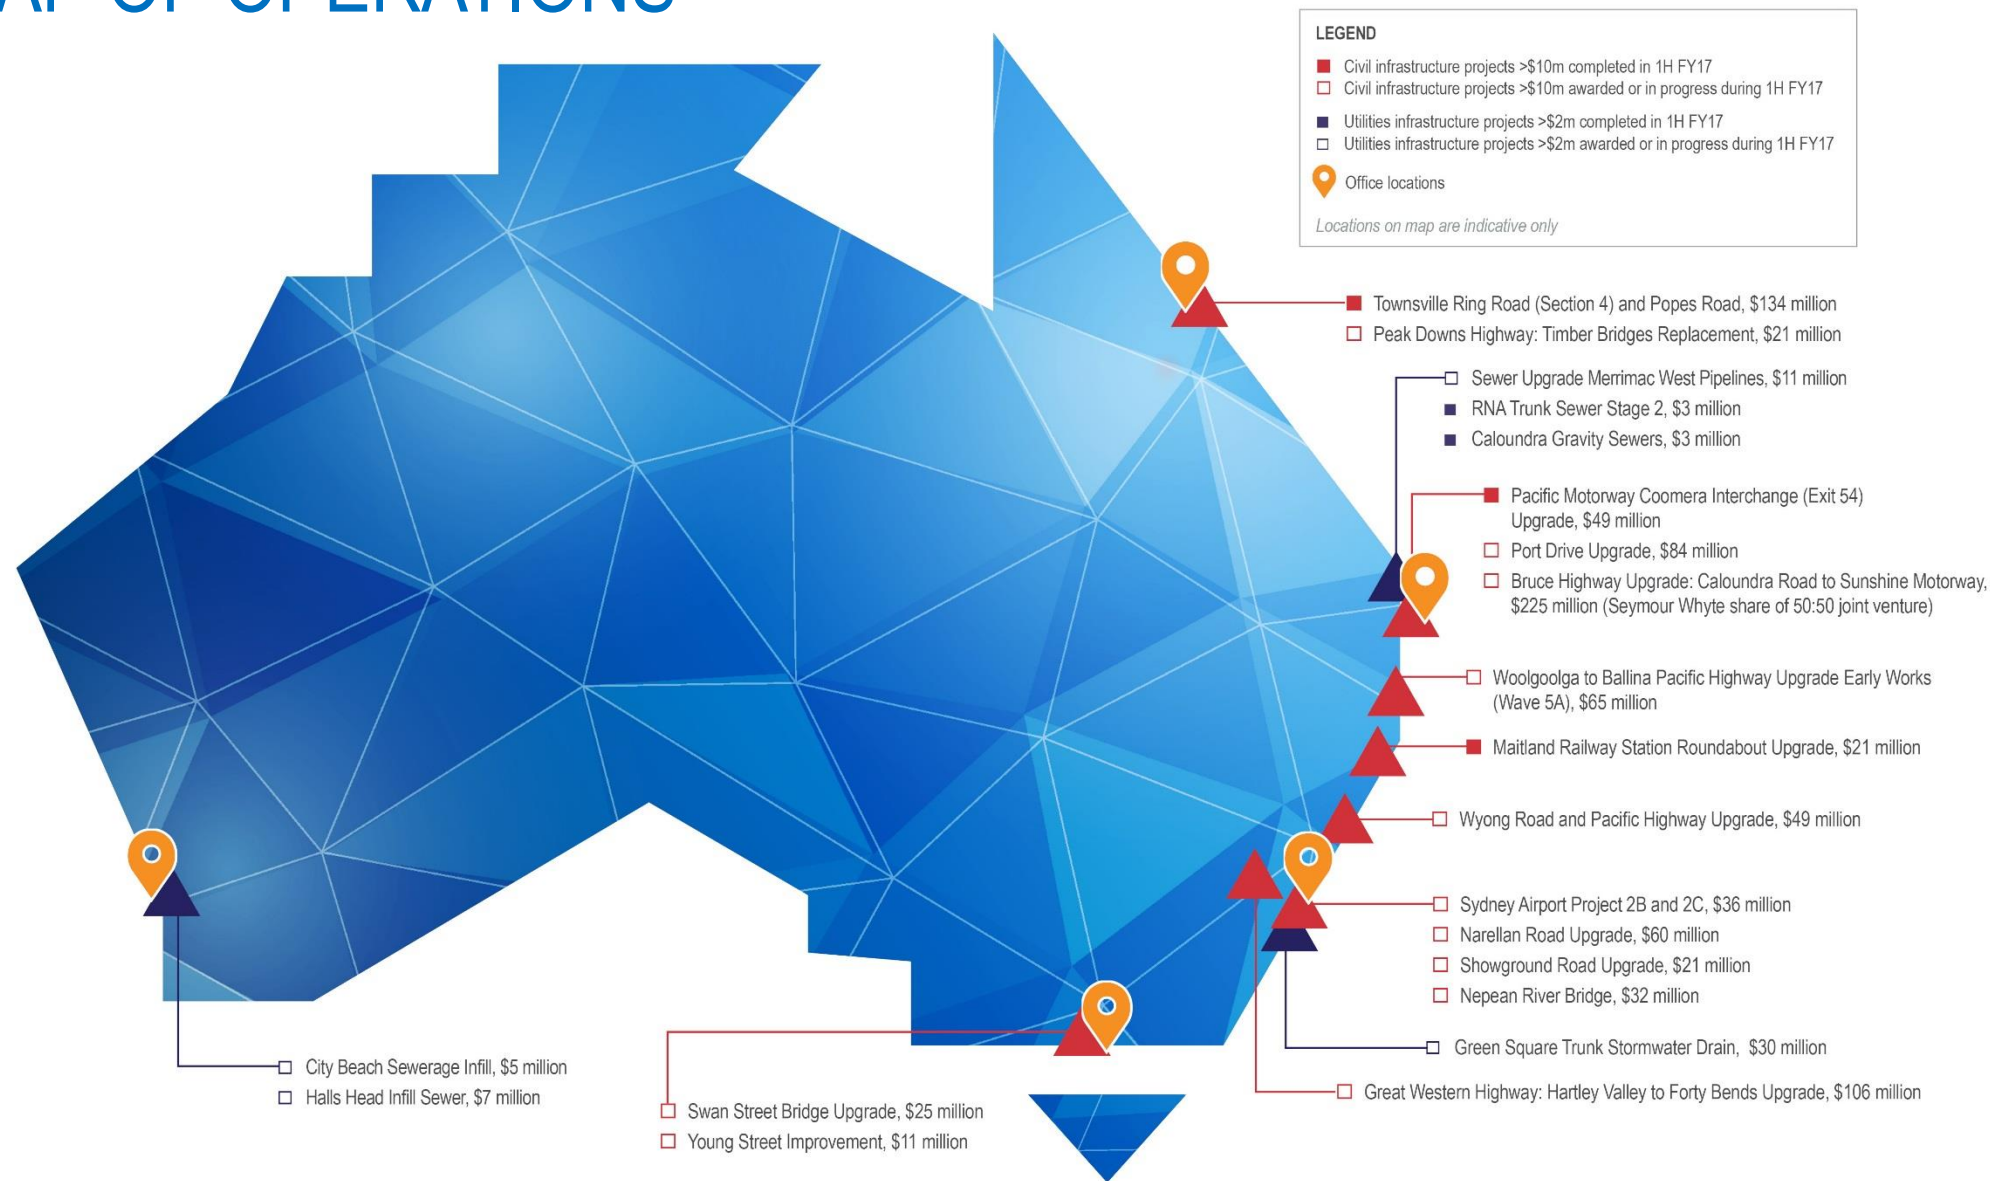 MAP OF OPERATIONS
LEGEND
Civil infrastructure projects >$10m completed in 1H FY17
Civil infrastructure projects >$10m awarded or in progress during 1H FY17
Utilities infrastructure projects >$2m completed in 1H FY17
Utilities infrastructure projects >$2m awarded or in progress during 1H FY17
Office locations
Locations on map are indicative only
Townsville Ring Road (Section 4) and Popes Road, $134 million
Peak Downs Highway: Timber Bridges Replacement, $21 million
Sewer Upgrade Merrimac West Pipelines, $11 million
RNA Trunk Sewer Stage 2, $3 million
Caloundra Gravity Sewers, $3 million
Pacific Motorway Coomera Interchange (Exit 54)
Upgrade, $49 million
Port Drive Upgrade, $84 million
Bruce Highway Upgrade: Caloundra Road to Sunshine Motorway,
$225 million (Seymour Whyte share of 50:50 joint venture)
Woolgoolga to Ballina Pacific Highway Upgrade Early Works
(Wave 5A), $65 million
Maitland Railway Station Roundabout Upgrade, $21 million
Wyong Road and Pacific Highway Upgrade, $49 million
Sydney Airport Project 2B and 2C, $36 million
Narellan Road Upgrade, $60 million
Showground Road Upgrade, $21 million
Nepean River Bridge, $32 million
Green Square Trunk Stormwater Drain, $30 million
Great Western Highway: Hartley Valley to Forty Bends Upgrade, $106 million
City Beach Sewerage Infill, $5 million
Halls Head Infill Sewer, $7 million
Swan Street Bridge Upgrade, $25 million
Young Street Improvement, $11 million